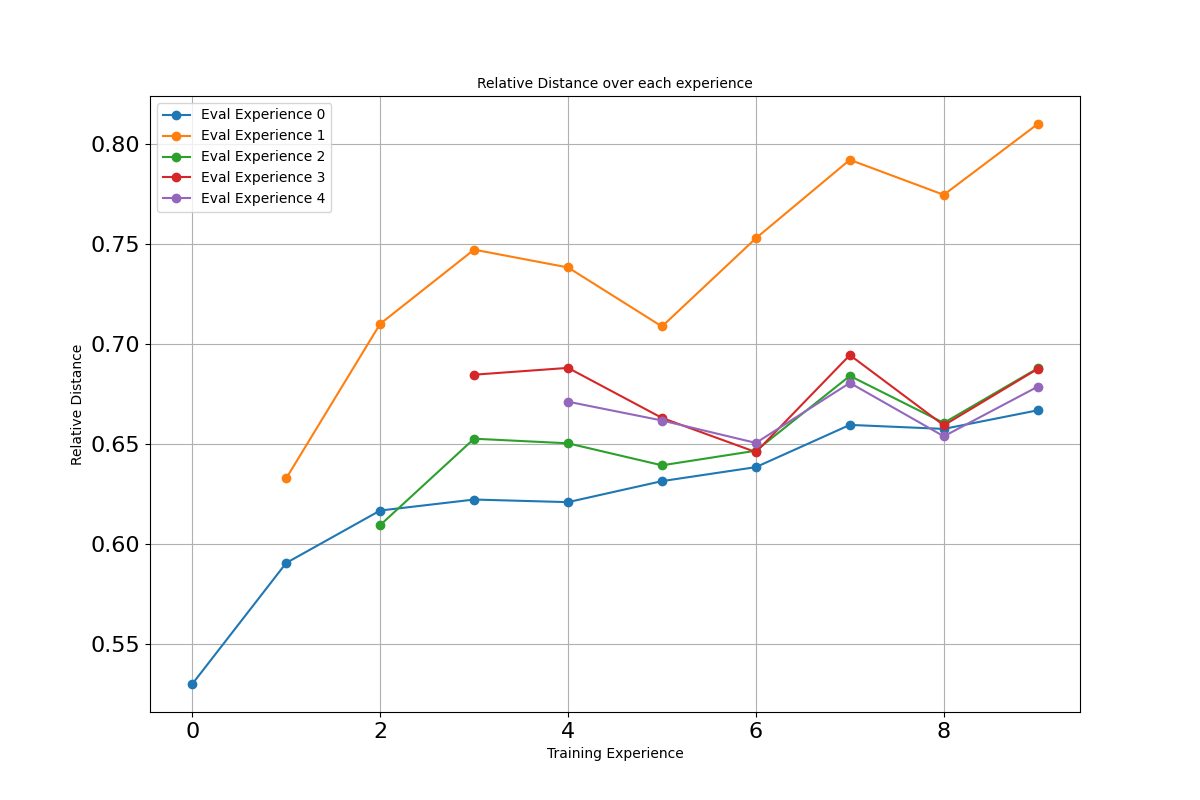 Relative Distance over each experience
Eval Experience 0
Eval Experience 1
Eval Experience 2
Eval Experience 3
Eval Experience 4
0.80
0.75
0.70
0.65
0.60
0.55
Relative Distance
0 2 4 6 8
Training Experience